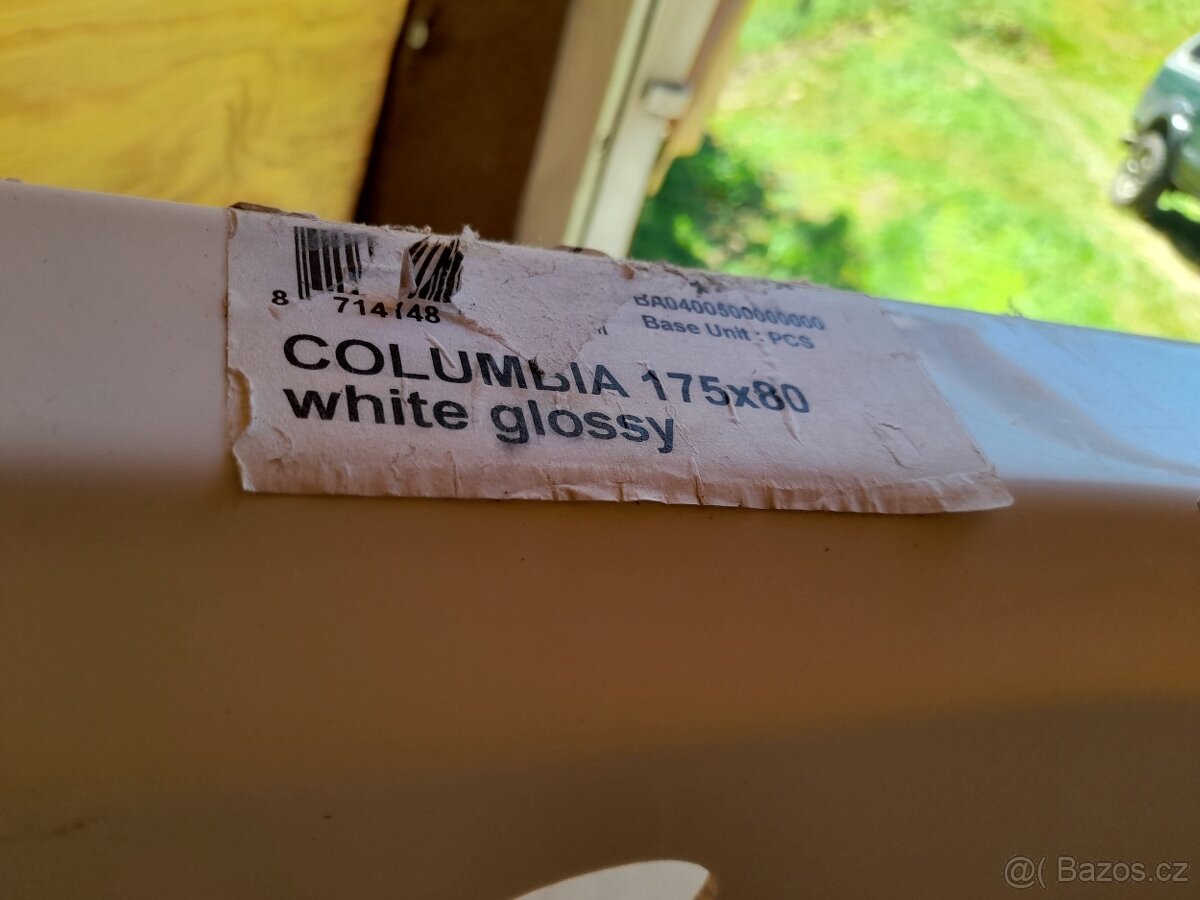 8 714148
BA0400500000000
Base Unit : PCS
COLUMBIA 175x80
white glossy
@( Bazos.cz